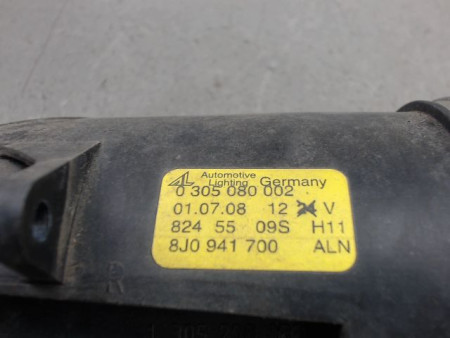 AL Automotive Lighting Germany
0 305 080 002
01.07.08 12 V
824 55 09S H11
8J0 941 700 ALN
R